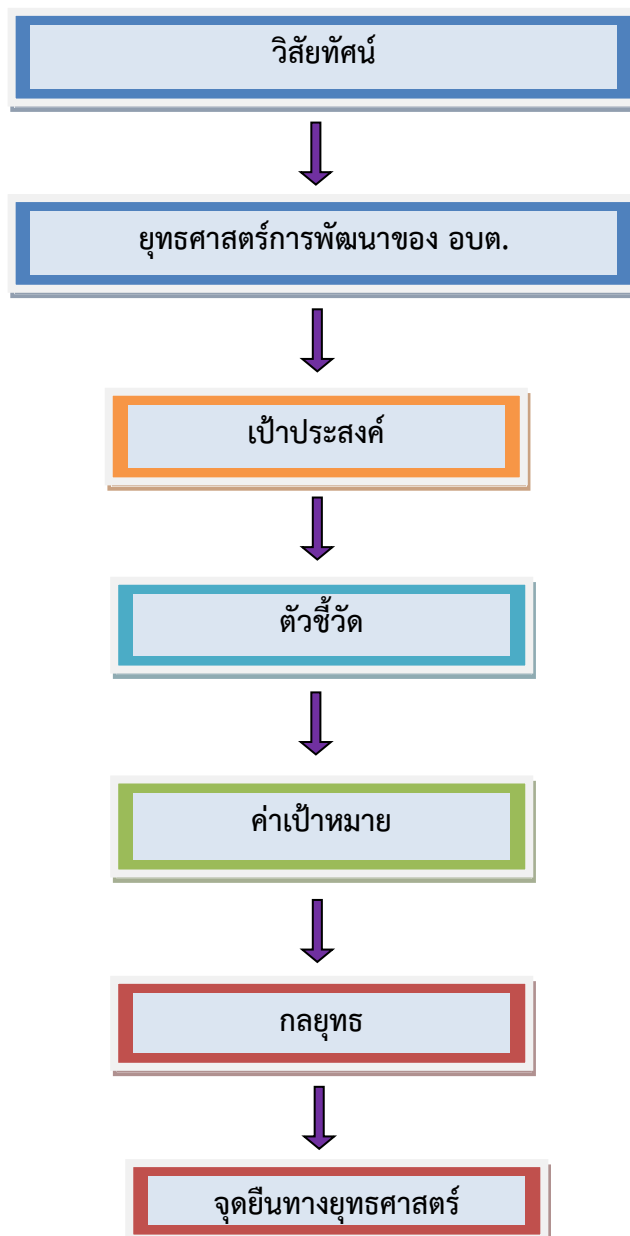 วิสัยทัศน์
ยุทธศาสตร์การพัฒนาของ อบต.
เป้าประสงค์
ตัวชี้วัด
ค่าเป้าหมาย
กลยุทธ
จุดยืนทางยุทธศาสตร์